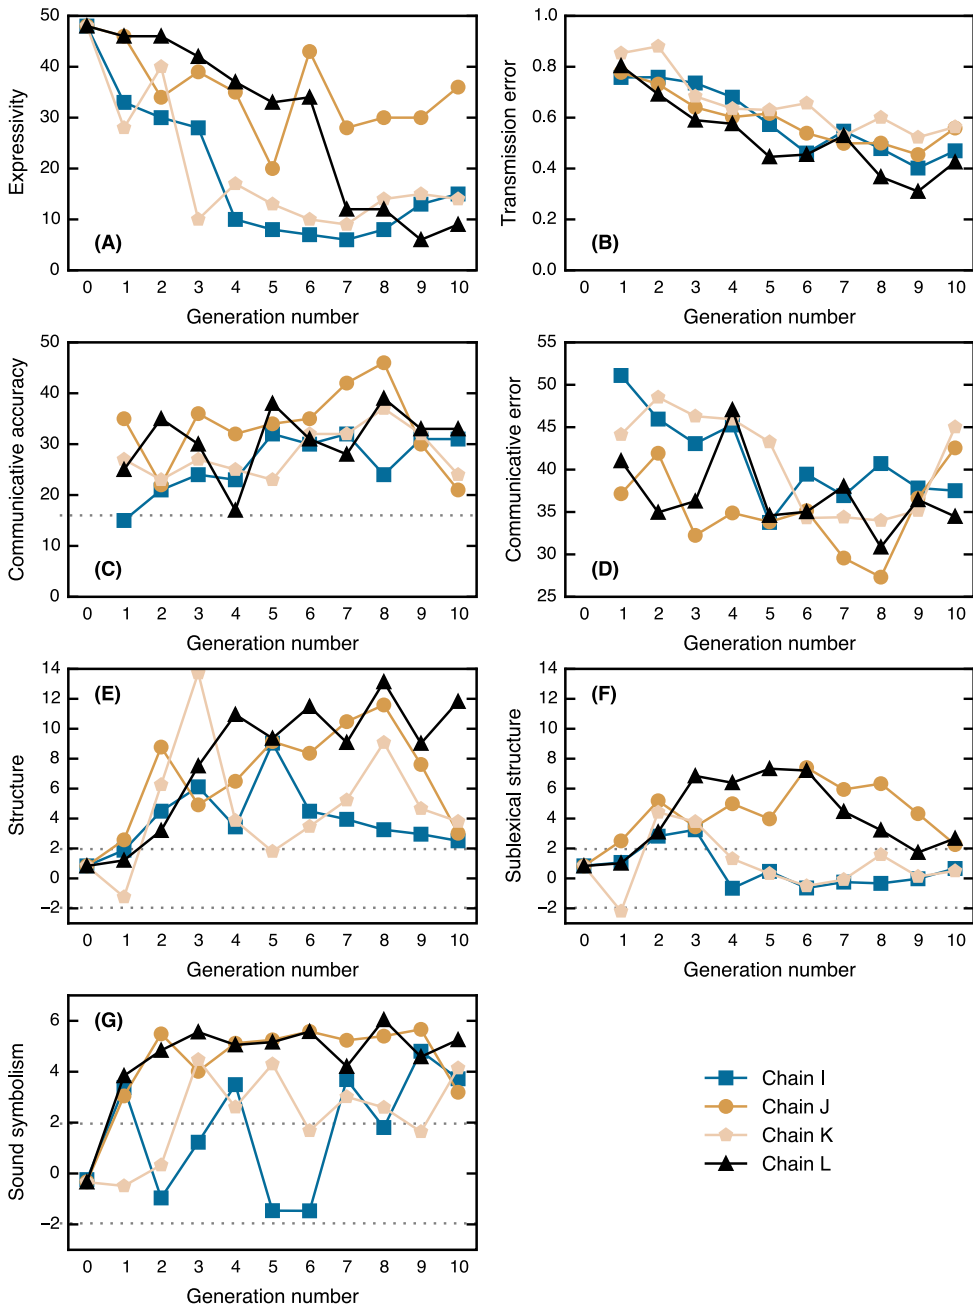 50
40
30
20
10
0
Expressivity
(A)
0 1 2 3 4 5 6 7 8 9 10
Generation number
1.0
0.8
0.6
0.4
0.2
0.0
Transmission error
(B)
0 1 2 3 4 5 6 7 8 9 10
Generation number
50
40
30
20
10
0
Communicative accuracy
(C)
0 1 2 3 4 5 6 7 8 9 10
Generation number
55
50
45
40
35
30
25
Communicative error
(D)
0 1 2 3 4 5 6 7 8 9 10
Generation number
14
12
10
8
6
4
2
0
−2
Structure
(E)
0 1 2 3 4 5 6 7 8 9 10
Generation number
14
12
10
8
6
4
2
0
−2
Sublexical structure
(F)
0 1 2 3 4 5 6 7 8 9 10
Generation number
6
4
2
0
−2
Sound symbolism
(G)
0 1 2 3 4 5 6 7 8 9 10
Generation number
Chain I
Chain J
Chain K
Chain L